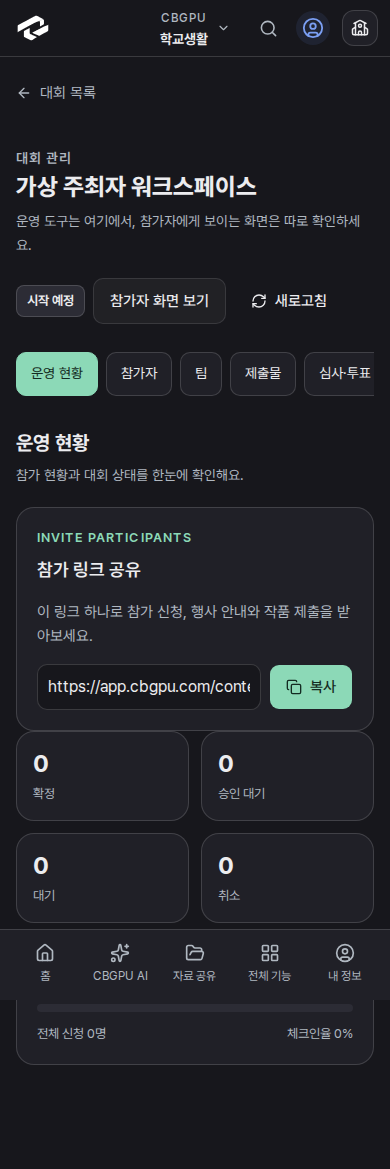 CBGPU
학교생활
대회 목록
대회 관리
가상 주최자 워크스페이스
운영 도구는 여기에서, 참가자에게 보이는 화면은 따로 확인하세
요.
시작 예정
참가자 화면 보기
새로고침
운영 현황
참가자
팀
제출물
심사·투표
운영 현황
참가 현황과 대회 상태를 한눈에 확인해요.
INVITE PARTICIPANTS
참가 링크 공유
이 링크 하나로 참가 신청, 행사 안내와 작품 제출을 받
아보세요.
https://app.cbgpu.com/conte
복사
0
확정
0
승인 대기
0
대기
0
취소
홈
CBGPU AI
자료 공유
전체 기능
내 정보
전체 신청 0명
체크인율 0%